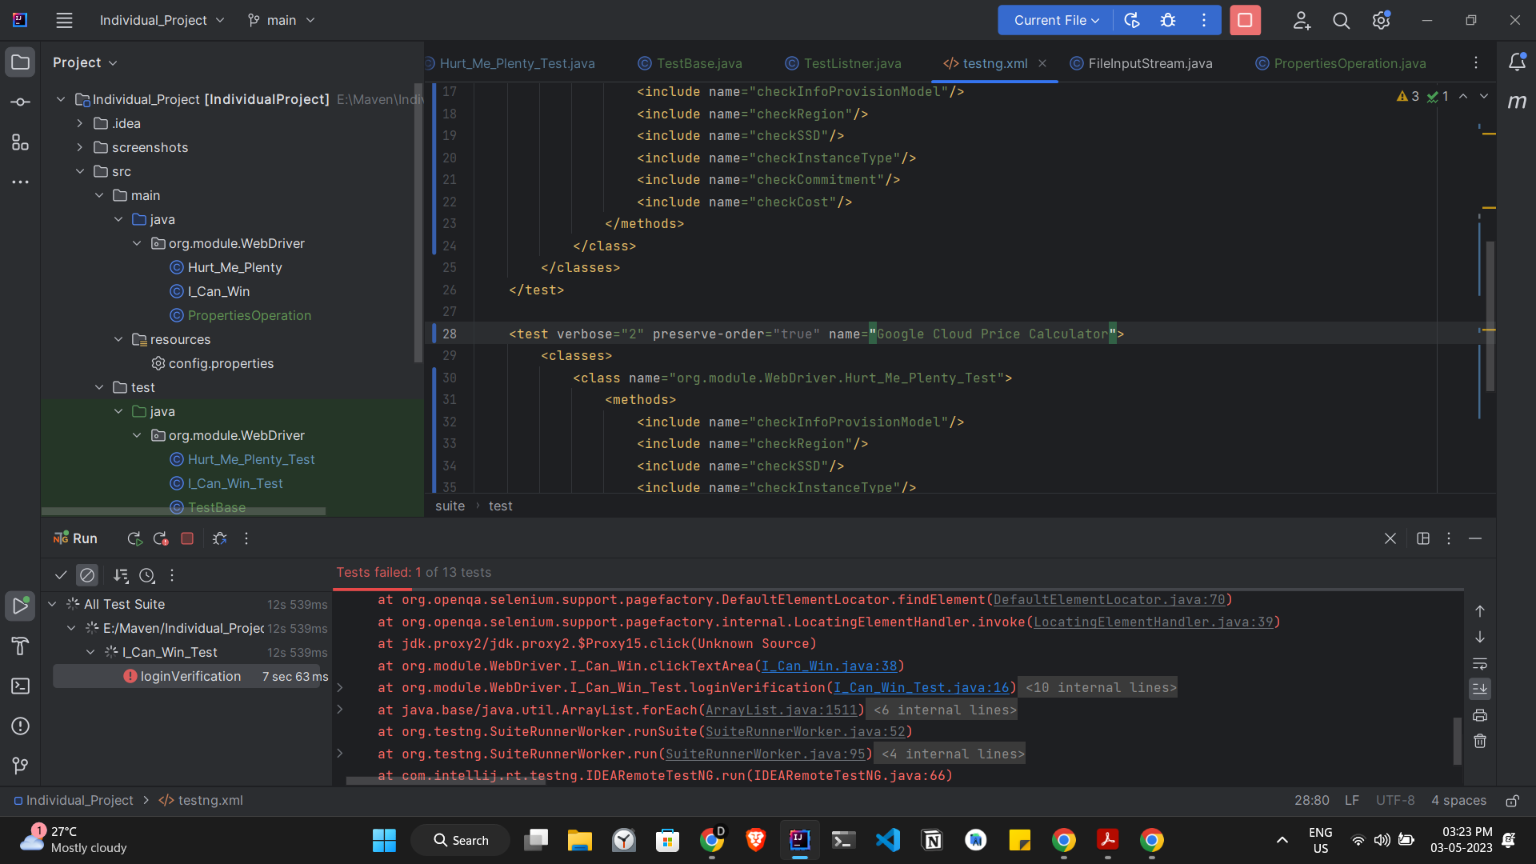 Individual_Project
main
Current File
Project
Hurt_Me_Plenty_Test.java
TestBase.java
TestListner.java
testng.xml
FileInputStream.java
PropertiesOperation.java
Individual_Project [IndividualProject] E:\Maven\Indiv
.idea
screenshots
src
main
java
org.module.WebDriver
Hurt_Me_Plenty
I_Can_Win
PropertiesOperation
resources
config.properties
test
java
org.module.WebDriver
Hurt_Me_Plenty_Test
I_Can_Win_Test
TestBase
3 1
17 <include name="checkInfoProvisionModel"/>
18 <include name="checkRegion"/>
19 <include name="checkSSD"/>
20 <include name="checkInstanceType"/>
21 <include name="checkCommitment"/>
22 <include name="checkCost"/>
23 </methods>
24 </class>
25 </classes>
26 </test>
27
28 <test verbose="2" preserve-order="true" name="Google Cloud Price Calculator">
29 <classes>
30 <class name="org.module.WebDriver.Hurt_Me_Plenty_Test">
31 <methods>
32 <include name="checkInfoProvisionModel"/>
33 <include name="checkRegion"/>
34 <include name="checkSSD"/>
35 <include name="checkInstanceType"/>
suite › test
m
Run
Tests failed: 1 of 13 tests
All Test Suite 12s 539ms
E:/Maven/Individual_Projec 12s 539ms
I_Can_Win_Test 12s 539ms
loginVerification 7 sec 63 ms
at org.openqa.selenium.support.pagefactory.DefaultElementLocator.findElement(DefaultElementLocator.java:70)
at org.openqa.selenium.support.pagefactory.internal.LocatingElementHandler.invoke(LocatingElementHandler.java:39)
at jdk.proxy2/jdk.proxy2.$Proxy15.click(Unknown Source)
at org.module.WebDriver.I_Can_Win.clickTextArea(I_Can_Win.java:38)
at org.module.WebDriver.I_Can_Win_Test.loginVerification(I_Can_Win_Test.java:16) <10 internal lines>
at java.base/java.util.ArrayList.forEach(ArrayList.java:1511) <6 internal lines>
at org.testng.SuiteRunnerWorker.runSuite(SuiteRunnerWorker.java:52)
at org.testng.SuiteRunnerWorker.run(SuiteRunnerWorker.java:95) <4 internal lines>
at com.intellij.rt.testng.IDEARemoteTestNG.run(IDEARemoteTestNG.java:66)
Individual_Project > testng.xml
28:80 LF UTF-8 4 spaces
1
27°C
Mostly cloudy
Search
D
ENG
US
03:23 PM
03-05-2023